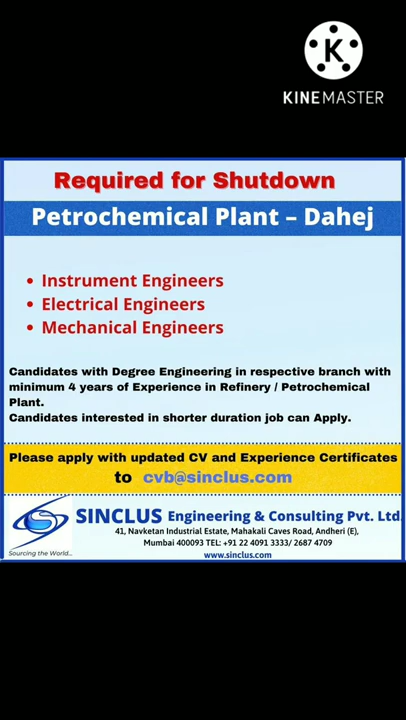 K
KINEMASTER
Required for Shutdown
Petrochemical Plant – Dahej
• Instrument Engineers
• Electrical Engineers
• Mechanical Engineers
Candidates with Degree Engineering in respective branch with
minimum 4 years of Experience in Refinery / Petrochemical
Plant.
Candidates interested in shorter duration job can Apply.
Please apply with updated CV and Experience Certificates
to cvb@sinclus.com
SINCLUS Engineering & Consulting Pvt. Ltd
41, Navketan Industrial Estate, Mahakali Caves Road, Andheri (E),
Mumbai 400093 TEL: +91 22 4091 3333/ 2687 4709
Sourcing the World...
www.sinclus.com